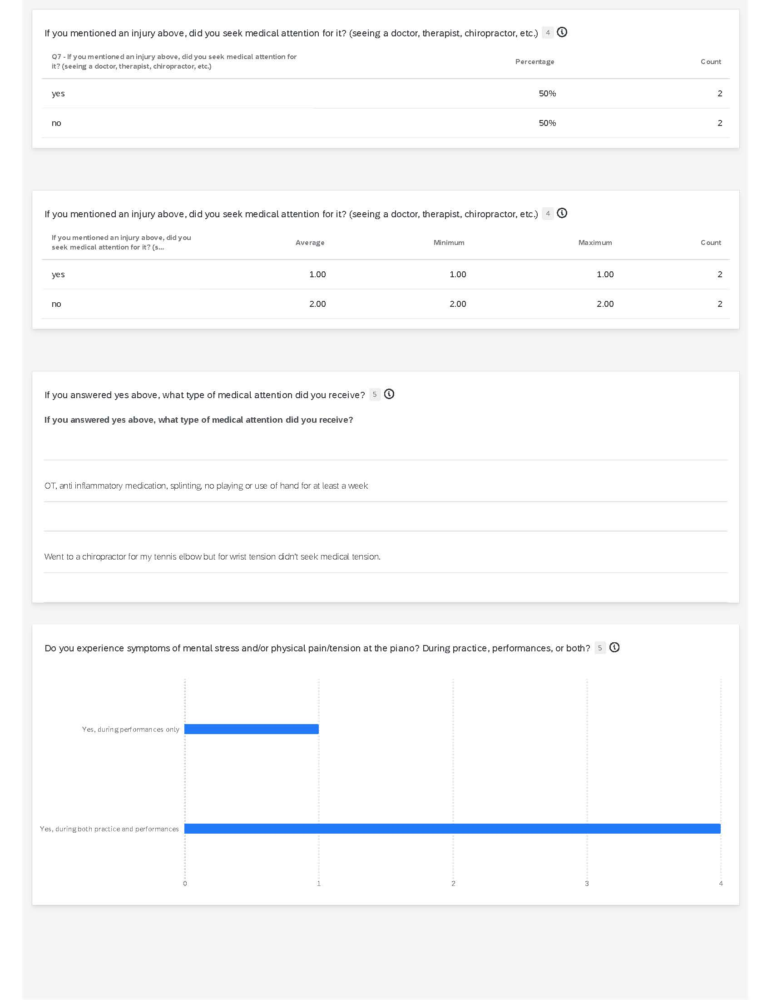 If you mentioned an injury above, did you seek medical attention for it? (seeing a doctor, therapist, chiropractor, etc.) 4
Q7 - If you mentioned an injury above, did you seek medical attention for
it? (seeing a doctor, therapist, chiropractor, etc.)
Percentage Count
yes 50% 2
no 50% 2
If you mentioned an injury above, did you seek medical attention for it? (seeing a doctor, therapist, chiropractor, etc.) 4
If you mentioned an injury above, did you
seek medical attention for it? (s...
Average Minimum Maximum Count
yes 1.00 1.00 1.00 2
no 2.00 2.00 2.00 2
If you answered yes above, what type of medical attention did you receive? 5
If you answered yes above, what type of medical attention did you receive?
OT, anti inflammatory medication, splinting, no playing or use of hand for at least a week
Went to a chiropractor for my tennis elbow but for wrist tension didn't seek medical tension.
Do you experience symptoms of mental stress and/or physical pain/tension at the piano? During practice, performances, or both? 5
Yes, during performances only
Yes, during both practice and performances
0 1 2 3 4